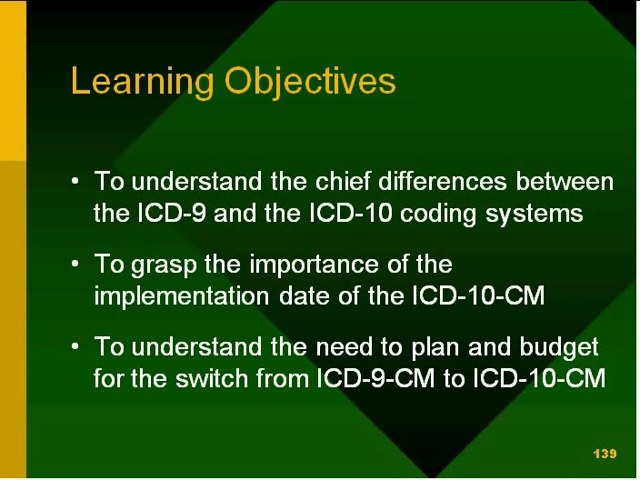 Learning Objectives
• To understand the chief differences between
the ICD-9 and the ICD-10 coding systems
• To grasp the importance of the
implementation date of the ICD-10-CM
• To understand the need to plan and budget
for the switch from ICD-9-CM to ICD-10-CM
139